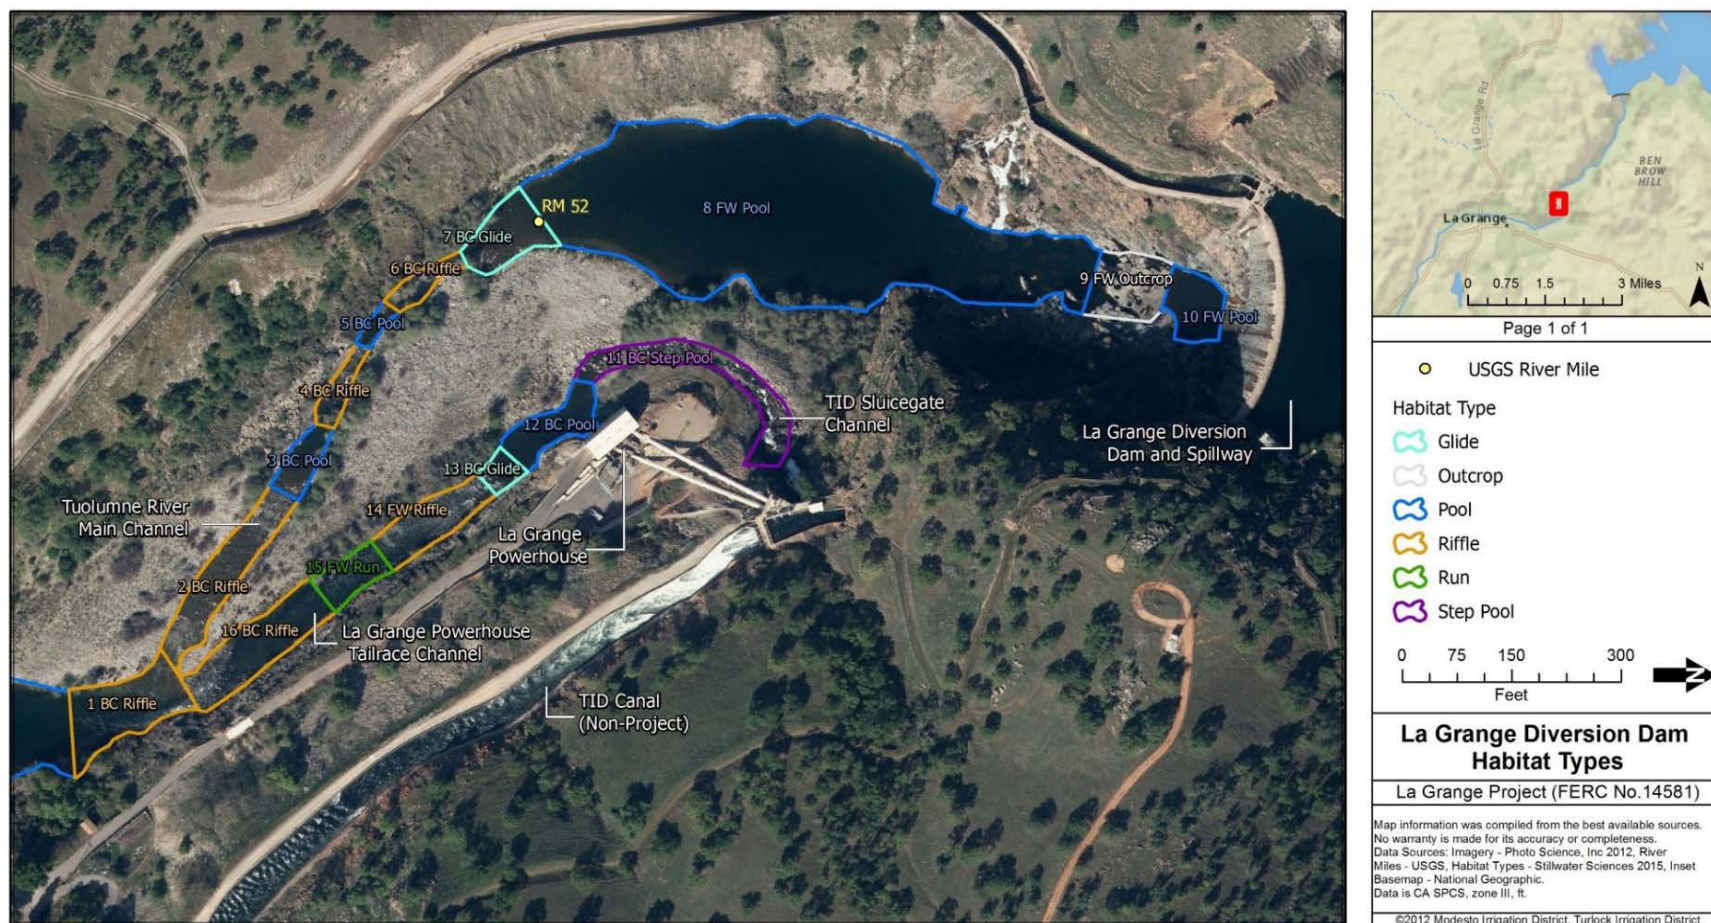 RM 52
8 FW Pool
7 BC Glide
6 BC Riffle
9 FW Outcrop
10 FW Pool
5 BC Pool
11 BC Step Pool
4 BC Riffle
TID Sluicegate
Channel
12 BC Pool
La Grange Diversion
Dam and Spillway
3 BC Pool
13 BC Glide
Tuolumne River
Main Channel
14 FW Riffle
La Grange
Powerhouse
15 FW Run
2 BC Riffle
16 BC Riffle
La Grange Powerhouse
Tailrace Channel
1 BC Riffle
TID Canal
(Non-Project)
La Grange Rd
BEN
BROW
HILL
La Grange
N
0 0.75 1.5 3 Miles
Page 1 of 1
USGS River Mile
Habitat Type
Glide
Outcrop
Pool
Riffle
Run
Step Pool
0 75 150 300
Feet
N
La Grange Diversion Dam
Habitat Types
La Grange Project (FERC No.14581)
Map information was compiled from the best available sources.
No warranty is made for its accuracy or completeness.
Data Sources: Imagery - Photo Science, Inc 2012, River
Miles - USGS, Habitat Types - Stillwater Sciences 2015, Inset
Basemap - National Geographic.
Data is CA SPCS, zone III, ft.
©2012 Modesto Irrigation District, Turlock Irrigation District